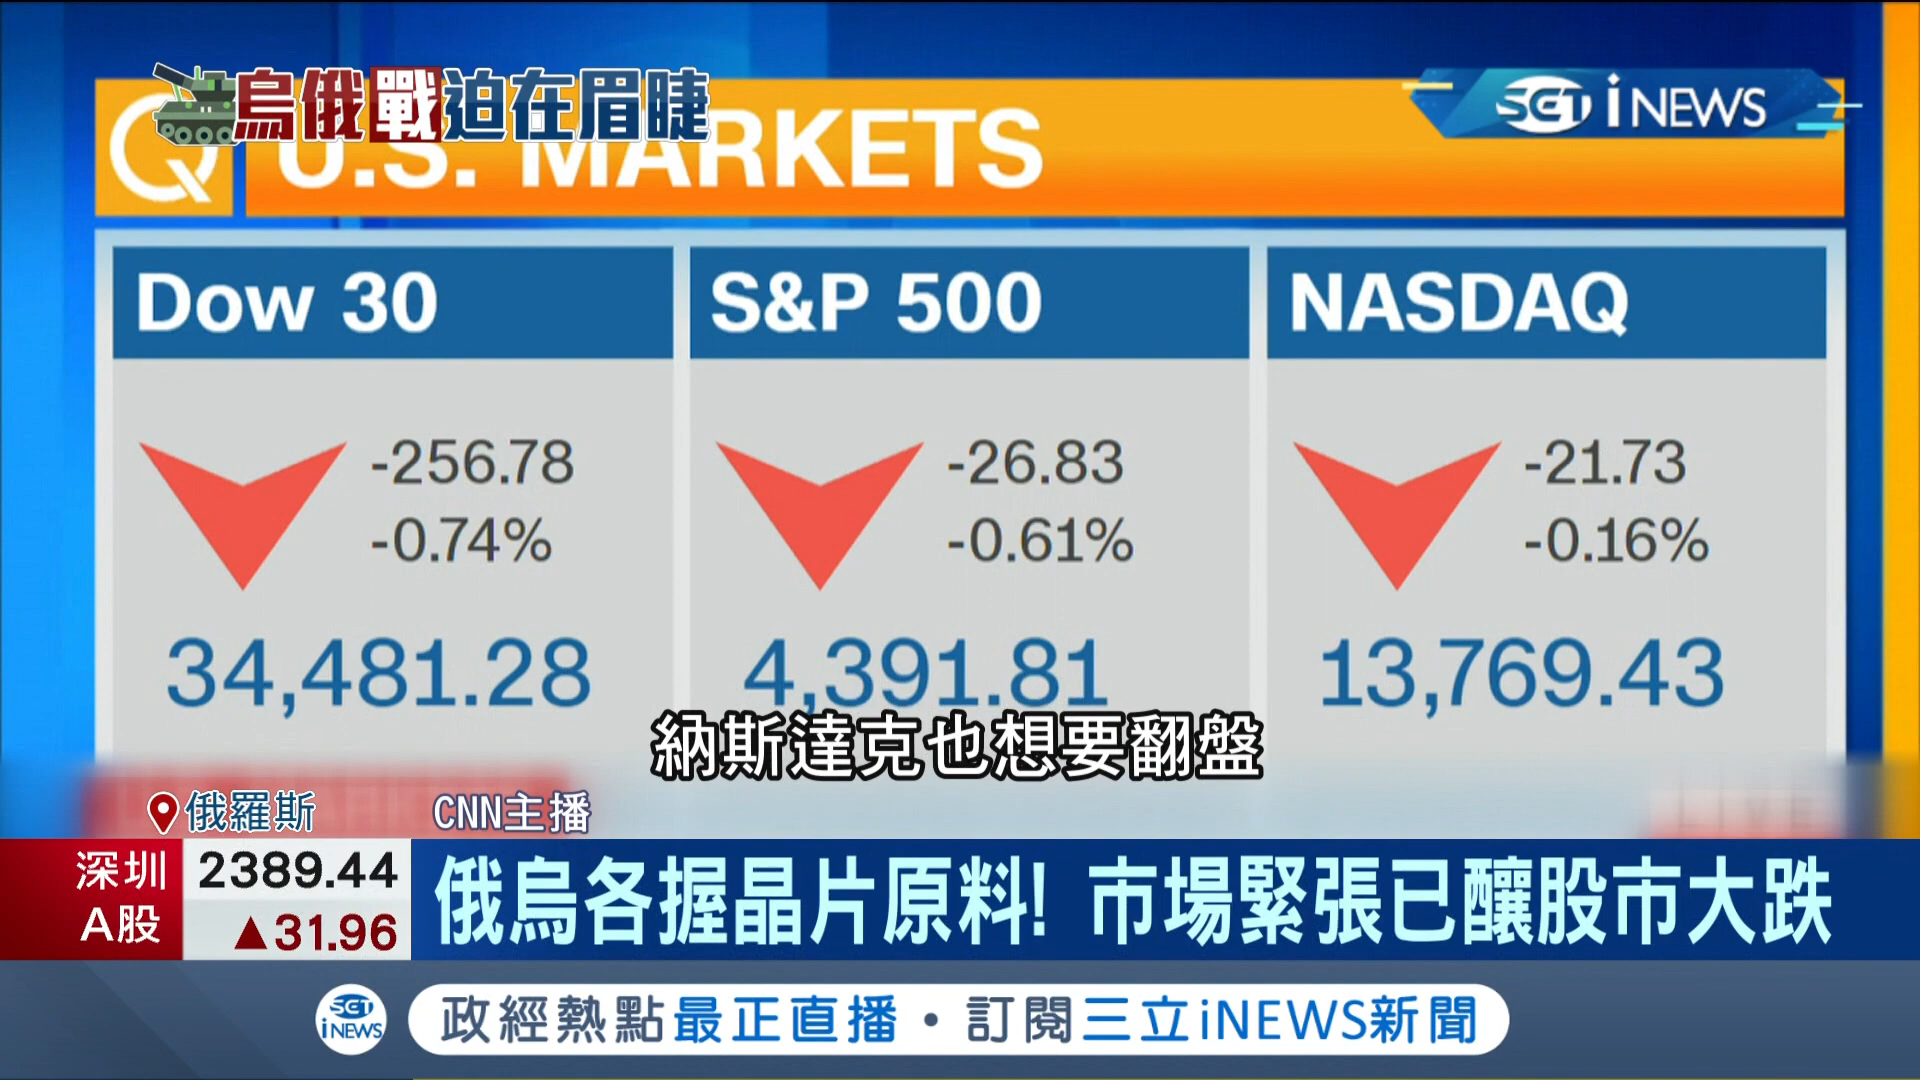 烏俄戰迫在眉睫
SET iNEWS
U.S. MARKETS
Dow 30
-256.78
-0.74%
34,481.28
S&P 500
-26.83
-0.61%
4,391.81
NASDAQ
-21.73
-0.16%
13,769.43
納斯達克也想要翻盤
俄羅斯
CNN主播
深圳
A股
2389.44
▲31.96
俄烏各握晶片原料! 市場緊張已釀股市大跌
SET iNEWS
政經熱點最正直播・訂閱三立iNEWS新聞